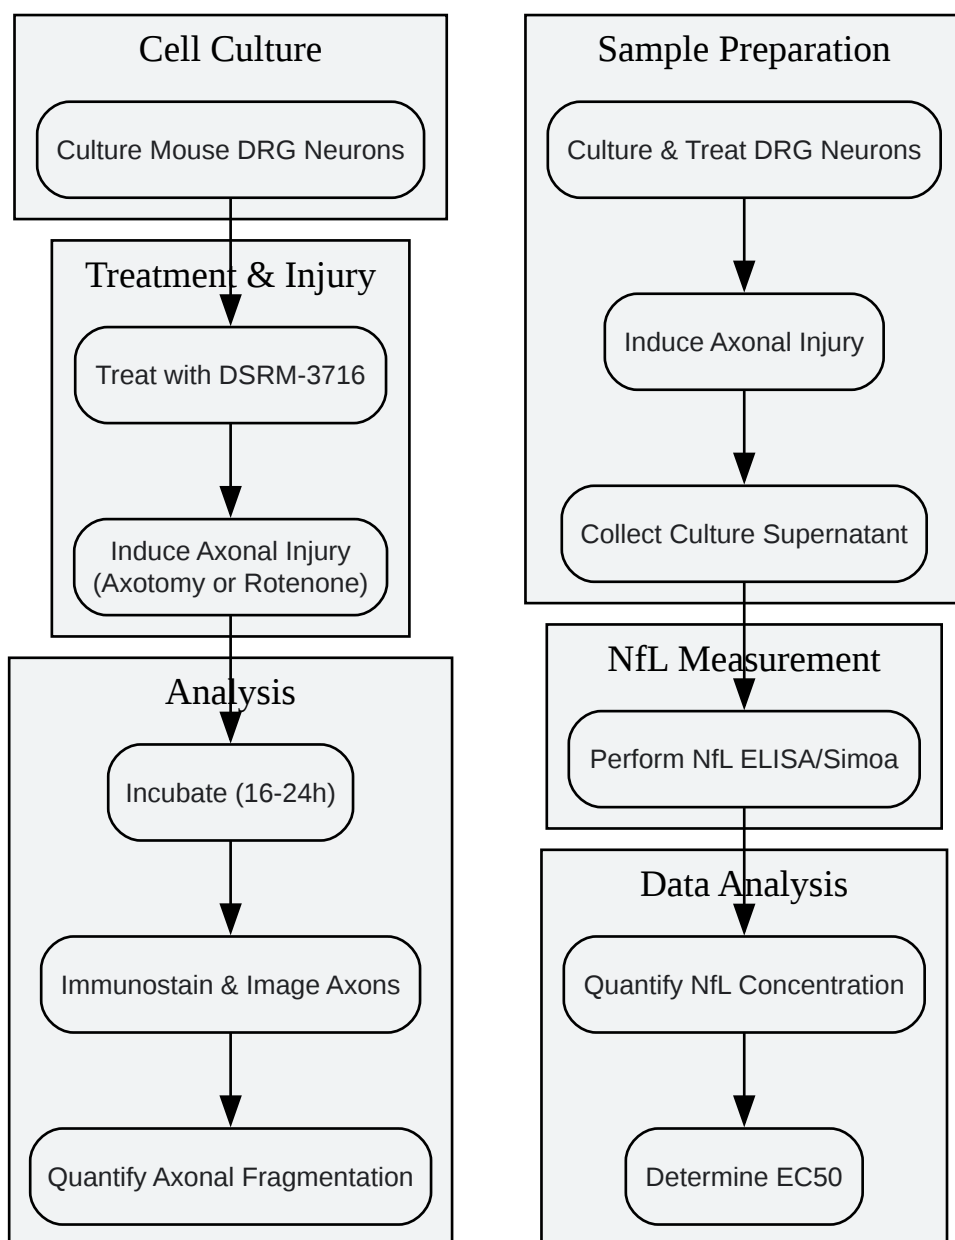 Cell Culture
Culture Mouse DRG Neurons
Treatment & Injury
Treat with DSRM-3716
Induce Axonal Injury
(Axotomy or Rotenone)
Analysis
Incubate (16-24h)
Immunostain & Image Axons
Quantify Axonal Fragmentation
Sample Preparation
Culture & Treat DRG Neurons
Induce Axonal Injury
Collect Culture Supernatant
NfL Measurement
Perform NfL ELISA/Simoa
Data Analysis
Quantify NfL Concentration
Determine EC50